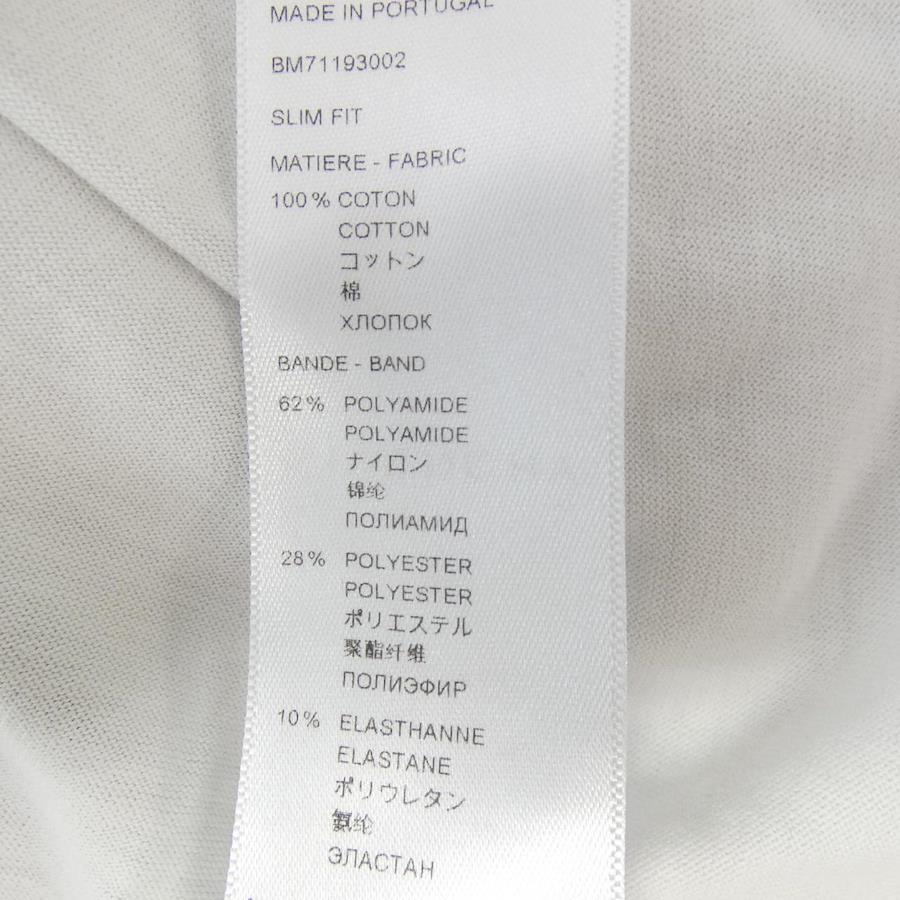 MADE IN PORTUGAL
BM71193002
SLIM FIT
MATIERE - FABRIC
100% COTON
COTTON
コットン
棉
ХЛОПОК
BANDE - BAND
62% POLYAMIDE
POLYAMIDE
ナイロン
锦纶
ПОЛИАМИД
28% POLYESTER
POLYESTER
ポリエステル
聚酯纤维
ПОЛИЭФИР
10% ELASTHANNE
ELASTANE
ポリウレタン
氨纶
ЭЛАСТАН